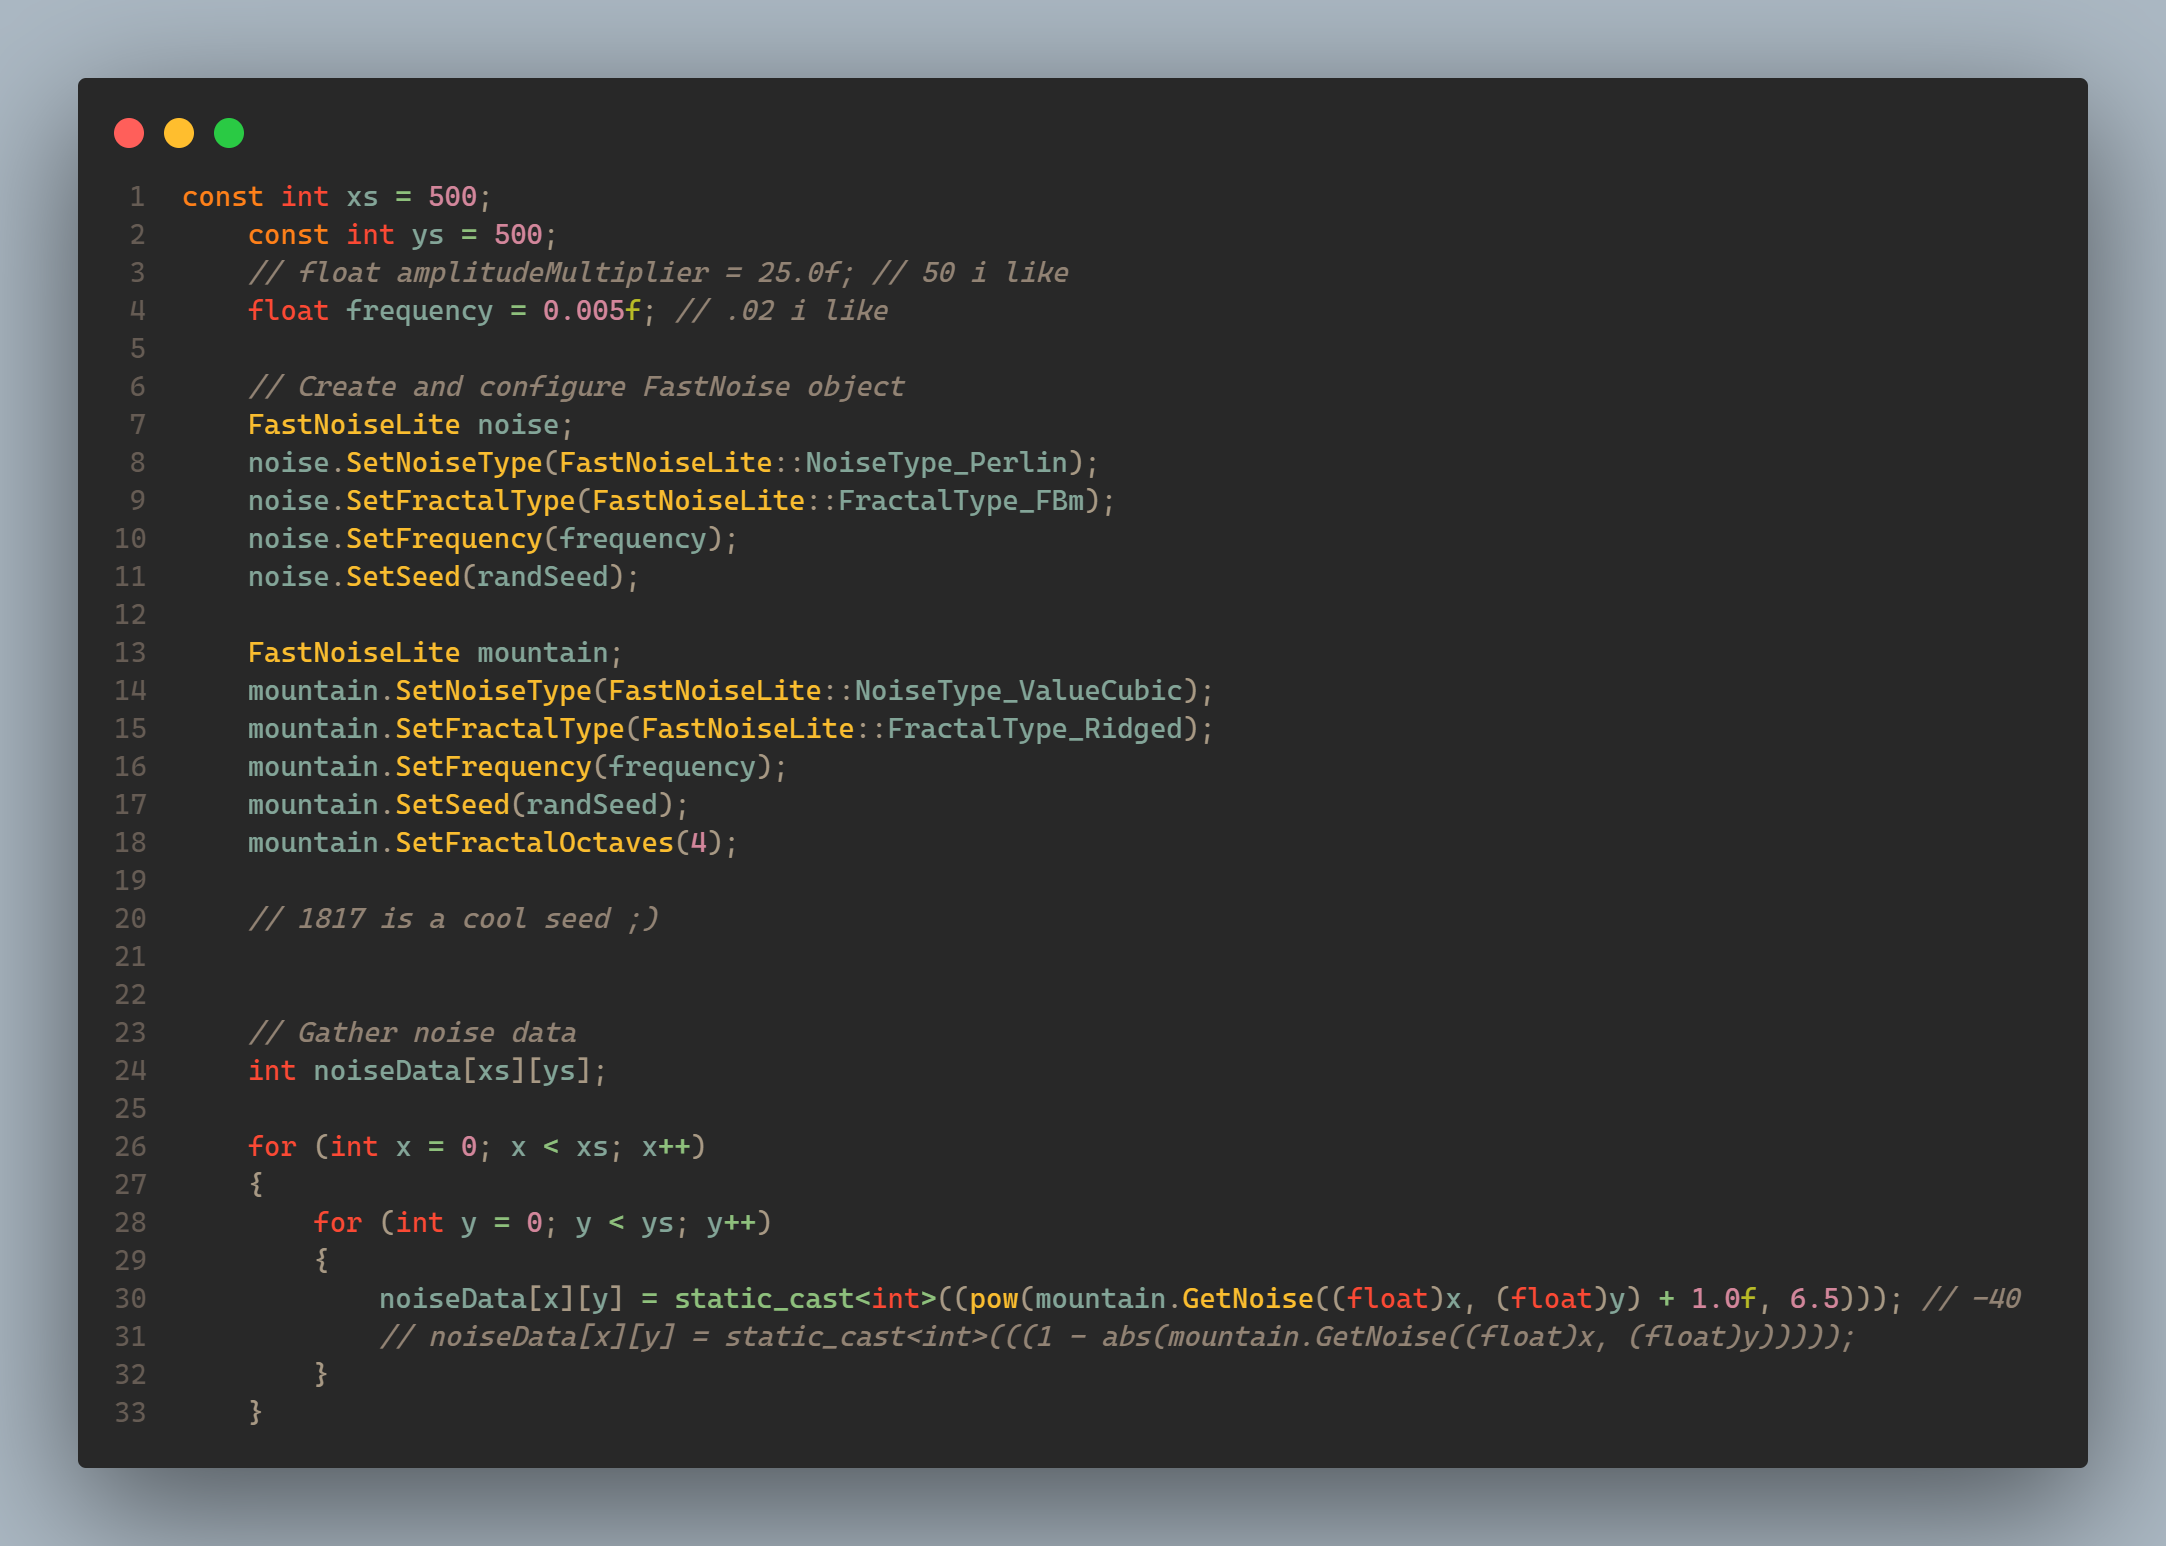 1 const int xs = 500;
2     const int ys = 500;
3     // float amplitudeMultiplier = 25.0f; // 50 i like
4     float frequency = 0.005f; // .02 i like
5
6     // Create and configure FastNoise object
7     FastNoiseLite noise;
8     noise.SetNoiseType(FastNoiseLite::NoiseType_Perlin);
9     noise.SetFractalType(FastNoiseLite::FractalType_FBm);
10     noise.SetFrequency(frequency);
11     noise.SetSeed(randSeed);
12
13     FastNoiseLite mountain;
14     mountain.SetNoiseType(FastNoiseLite::NoiseType_ValueCubic);
15     mountain.SetFractalType(FastNoiseLite::FractalType_Ridged);
16     mountain.SetFrequency(frequency);
17     mountain.SetSeed(randSeed);
18     mountain.SetFractalOctaves(4);
19
20     // 1817 is a cool seed ;)
21
22
23     // Gather noise data
24     int noiseData[xs][ys];
25
26     for (int x = 0; x < xs; x++)
27     {
28         for (int y = 0; y < ys; y++)
29         {
30             noiseData[x][y] = static_cast<int>((pow(mountain.GetNoise((float)x, (float)y) + 1.0f, 6.5))); // -40
31             // noiseData[x][y] = static_cast<int>(((1 - abs(mountain.GetNoise((float)x, (float)y)))));
32         }
33     }